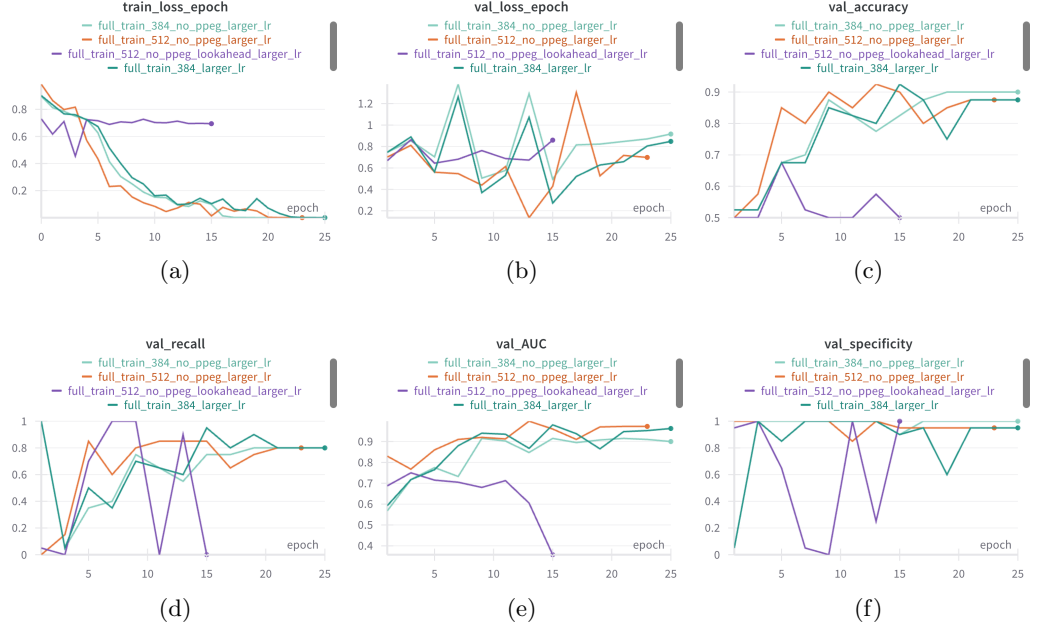 train_loss_epoch
full_train_384_no_ppeg_larger_lr
full_train_512_no_ppeg_larger_lr
full_train_512_no_ppeg_lookahead_larger_lr
full_train_384_larger_lr
0.8
0.6
0.4
0.2
epoch
0 5 10 15 20 25
(a)
val_loss_epoch
full_train_384_no_ppeg_larger_lr
full_train_512_no_ppeg_larger_lr
full_train_512_no_ppeg_lookahead_larger_lr
full_train_384_larger_lr
1.2
1
0.8
0.6
0.4
0.2
epoch
5 10 15 20 25
(b)
val_accuracy
full_train_384_no_ppeg_larger_lr
full_train_512_no_ppeg_larger_lr
full_train_512_no_ppeg_lookahead_larger_lr
full_train_384_larger_lr
0.9
0.8
0.7
0.6
0.5
epoch
5 10 15 20 25
(c)
val_recall
full_train_384_no_ppeg_larger_lr
full_train_512_no_ppeg_larger_lr
full_train_512_no_ppeg_lookahead_larger_lr
full_train_384_larger_lr
1
0.8
0.6
0.4
0.2
0
epoch
5 10 15 20 25
(d)
val_AUC
full_train_384_no_ppeg_larger_lr
full_train_512_no_ppeg_larger_lr
full_train_512_no_ppeg_lookahead_larger_lr
full_train_384_larger_lr
0.9
0.8
0.7
0.6
0.5
0.4
epoch
5 10 15 20 25
(e)
val_specificity
full_train_384_no_ppeg_larger_lr
full_train_512_no_ppeg_larger_lr
full_train_512_no_ppeg_lookahead_larger_lr
full_train_384_larger_lr
1
0.8
0.6
0.4
0.2
0
epoch
5 10 15 20 25
(f)